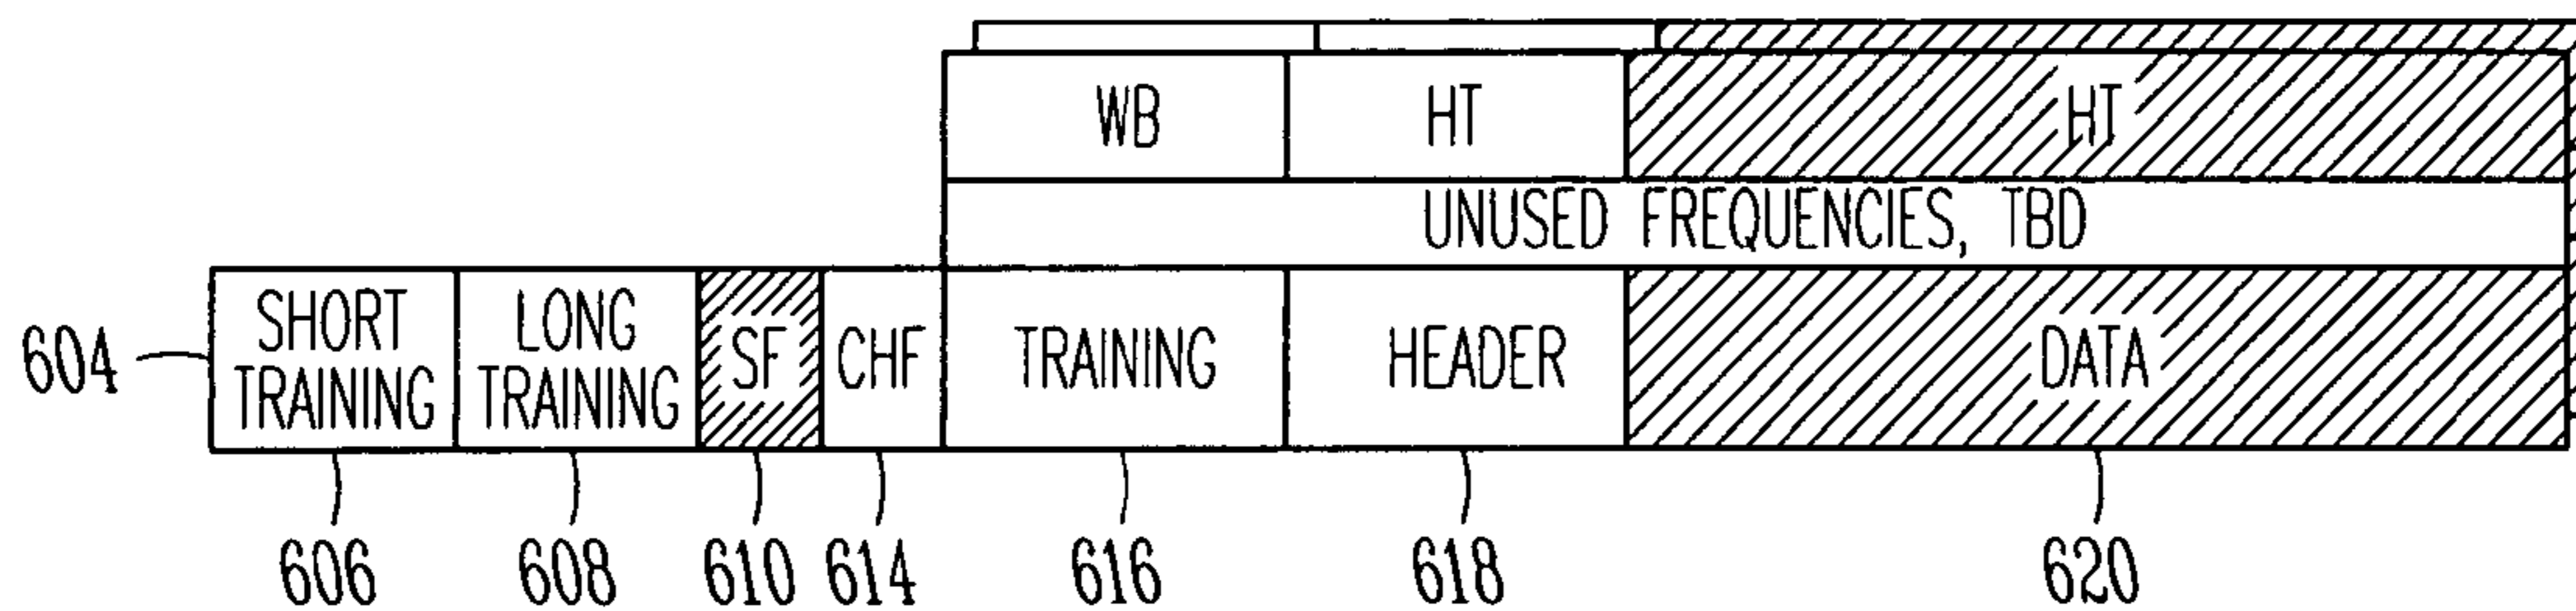 WB HT HT
UNUSED FREQUENCIES, TBD
604 SHORT TRAINING LONG TRAINING SF CHF TRAINING HEADER DATA
606 608 610 614 616 618 620